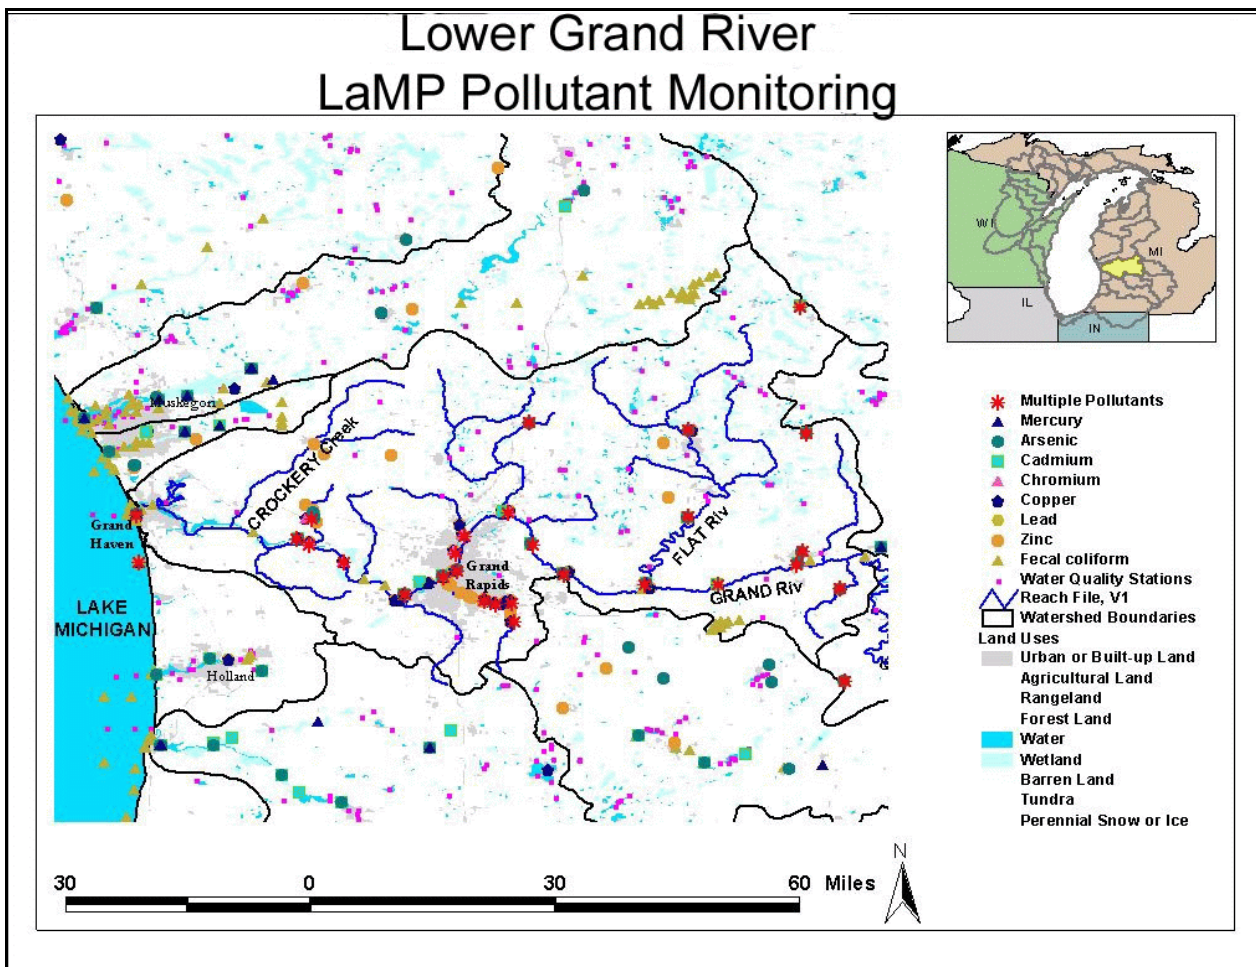 Lower Grand River
LaMP Pollutant Monitoring
WI
MI
IL
IN
Muskegon
CROCKERY Creek
Grand
Haven
FLAT Riv
Grand
Rapids
GRAND Riv
LAKE
MICHIGAN
Holland
Multiple Pollutants
Mercury
Arsenic
Cadmium
Chromium
Copper
Lead
Zinc
Fecal coliform
Water Quality Stations
Reach File, V1
Watershed Boundaries
Land Uses
Urban or Built-up Land
Agricultural Land
Rangeland
Forest Land
Water
Wetland
Barren Land
Tundra
Perennial Snow or Ice
30 0 30 60 Miles
N